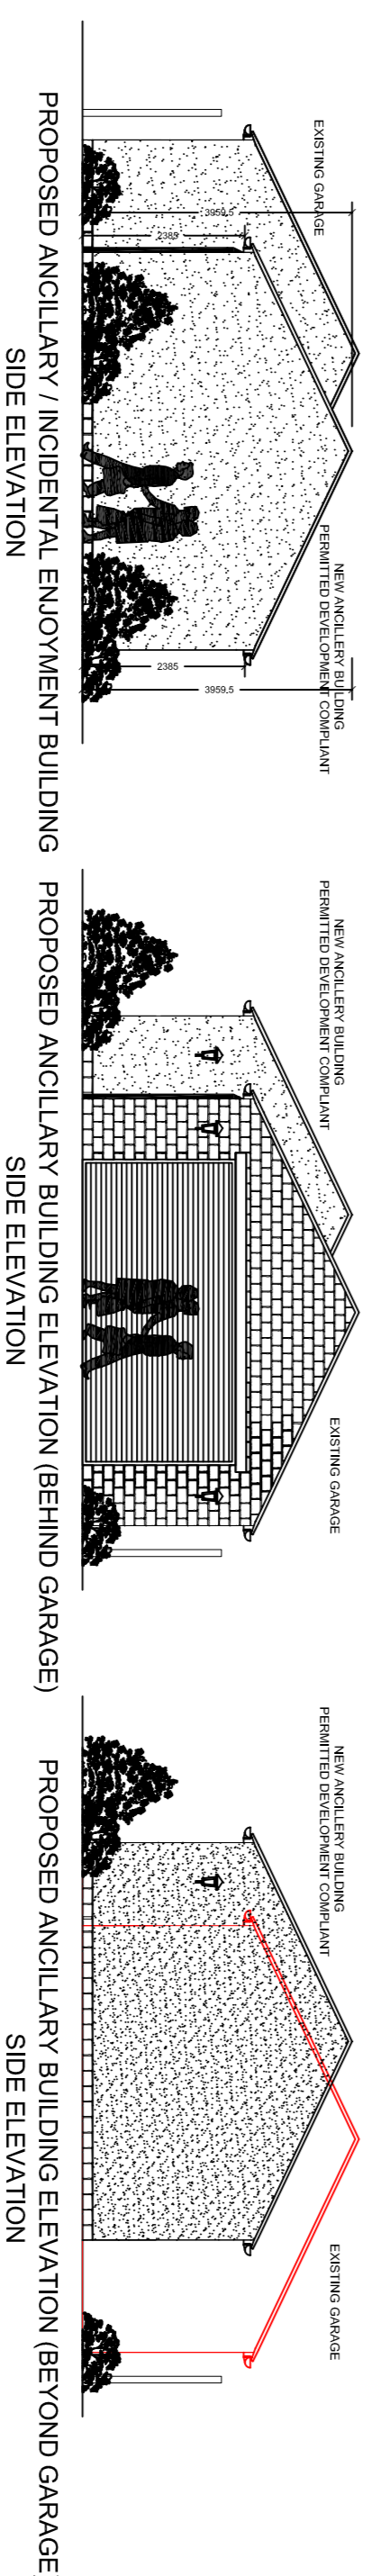 EXISTING GARAGE
3959.5
2385
NEW ANCILLERY BUILDING
PERMITTED DEVELOPMENT COMPLIANT
2385
3959.5
PROPOSED ANCILLARY / INCIDENTAL ENJOYMENT BUILDING
SIDE ELEVATION
NEW ANCILLERY BUILDING
PERMITTED DEVELOPMENT COMPLIANT
EXISTING GARAGE
PROPOSED ANCILLARY BUILDING ELEVATION (BEHIND GARAGE)
SIDE ELEVATION
NEW ANCILLERY BUILDING
PERMITTED DEVELOPMENT COMPLIANT
EXISTING GARAGE
PROPOSED ANCILLARY BUILDING ELEVATION (BEYOND GARAGE
SIDE ELEVATION